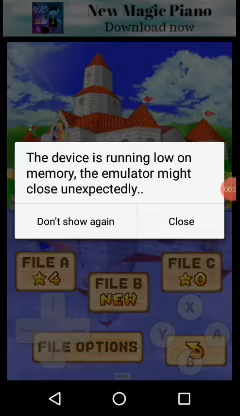 New Magic Piano
Download now
The device is running low on
memory, the emulator might
close unexpectedly..
Don't show again
Close
FILE A
4
FILE B
NEW
FILE C
0
X
Y
A
B
FILE OPTIONS